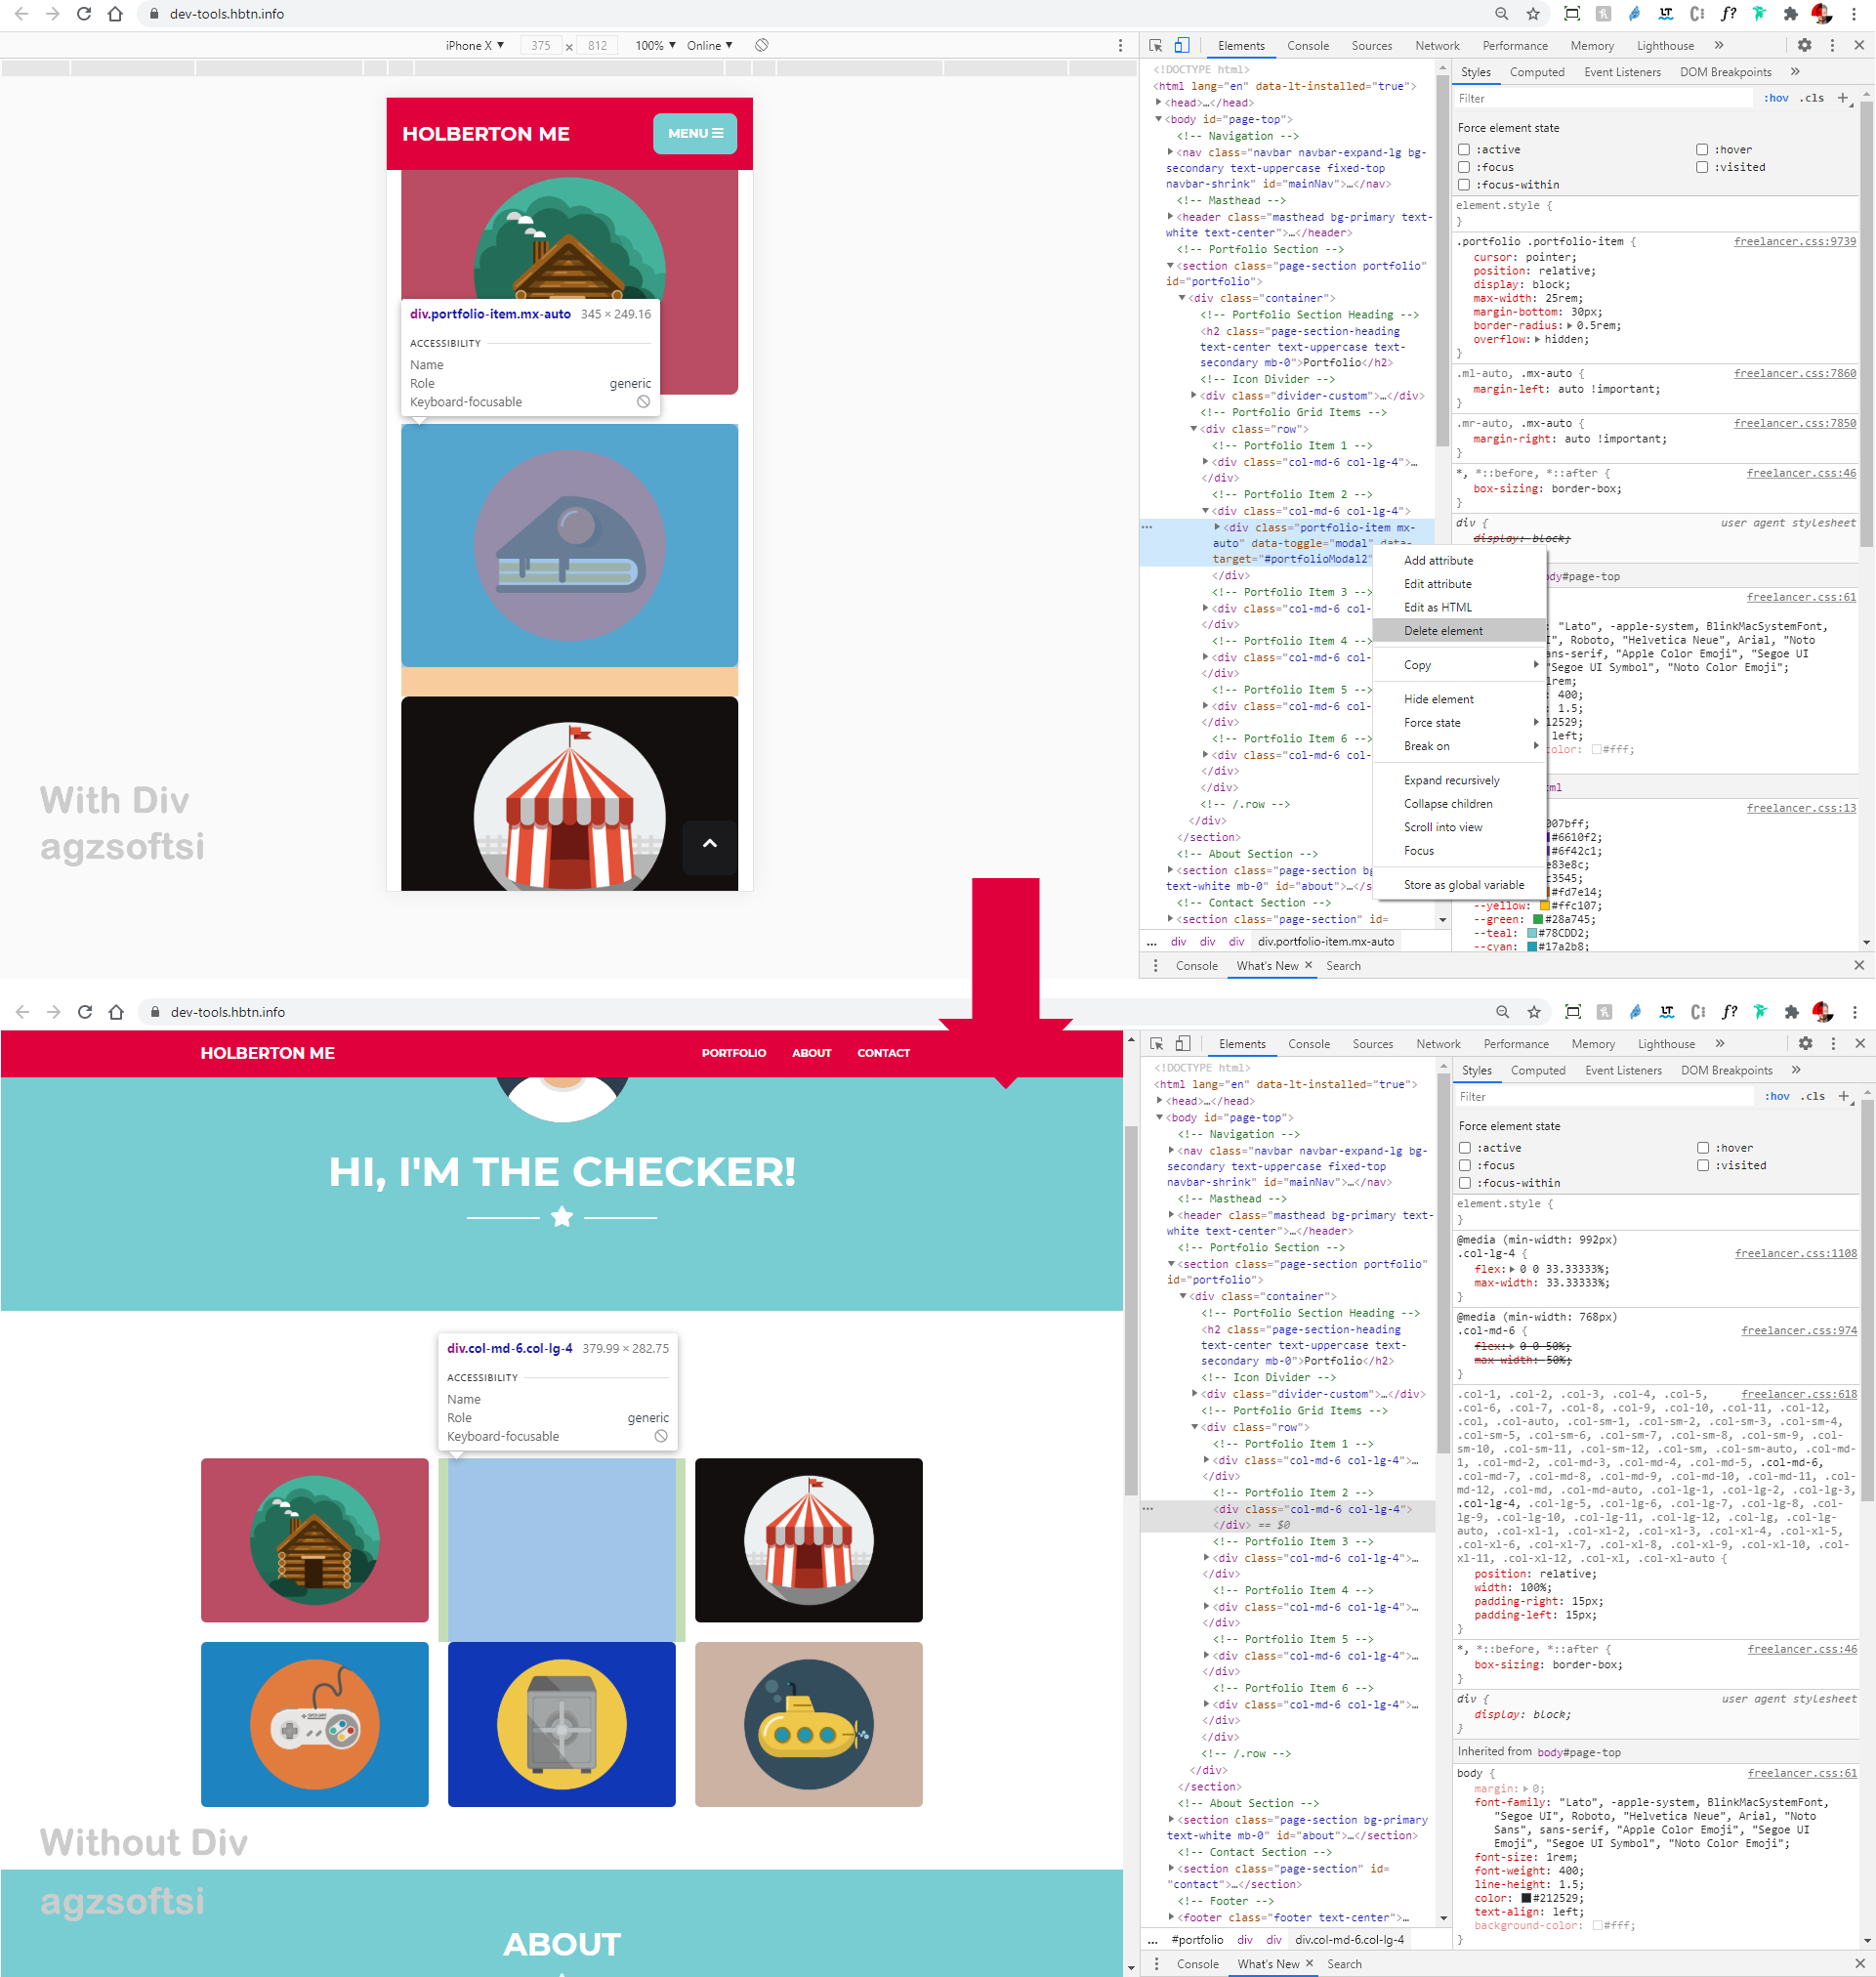 dev-tools.hbtn.info
iPhone X ▼ 375 × 812 100% ▼ Online ▼
HOLBERTON ME
MENU ☰
div.portfolio-item.mx-auto 345 × 249.16
ACCESSIBILITY
Name
Role generic
Keyboard-focusable
With Div
agzsoftsi
Elements Console Sources Network Performance Memory Lighthouse »
<!DOCTYPE html>
<html lang="en" data-lt-installed="true">
▶<head>…</head>
▼<body id="page-top">
<!-- Navigation -->
▶<nav class="navbar navbar-expand-lg bg-
secondary text-uppercase fixed-top
navbar-shrink" id="mainNav">…</nav>
<!-- Masthead -->
▶<header class="masthead bg-primary text-
white text-center">…</header>
<!-- Portfolio Section -->
▼<section class="page-section portfolio"
id="portfolio">
▼<div class="container">
<!-- Portfolio Section Heading -->
<h2 class="page-section-heading
text-center text-uppercase text-
secondary mb-0">Portfolio</h2>
<!-- Icon Divider -->
▶<div class="divider-custom">…</div>
<!-- Portfolio Grid Items -->
▼<div class="row">
<!-- Portfolio Item 1 -->
▶<div class="col-md-6 col-lg-4">…
</div>
<!-- Portfolio Item 2 -->
▼<div class="col-md-6 col-lg-4">
▶<div class="portfolio-item mx-
auto" data-toggle="modal" data-
target="#portfolioModal2"
</div>
<!-- Portfolio Item 3
▶<div class="col-md-6 col-
</div>
<!-- Portfolio Item 4
▶<div class="col-md-6 col-
</div>
<!-- Portfolio Item 5
▶<div class="col-md-6 col-
</div>
<!-- Portfolio Item 6
▶<div class="col-md-6 col-
</div>
</div>
<!-- /.row -->
</div>
</section>
<!-- About Section -->
▶<section class="page-section bg
text-white mb-0" id="about">…</s
<!-- Contact Section -->
▶<section class="page-section" id=
... div div div div.portfolio-item.mx-auto
Add attribute
Edit attribute
Edit as HTML
Delete element
Copy
Hide element
Force state
Break on
Expand recursively
Collapse children
Scroll into view
Focus
Store as global variable
Styles Computed Event Listeners DOM Breakpoints »
Filter :hov .cls +
Force element state
:active :hover
:focus :visited
:focus-within
element.style {
}
.portfolio .portfolio-item { freelancer.css:9739
cursor: pointer;
position: relative;
display: block;
max-width: 25rem;
margin-bottom: 30px;
border-radius:▶0.5rem;
overflow:▶hidden;
}
.ml-auto, .mx-auto { freelancer.css:7860
margin-left: auto !important;
}
.mr-auto, .mx-auto { freelancer.css:7850
margin-right: auto !important;
}
*, *::before, *::after { freelancer.css:46
box-sizing: border-box;
}
div { user agent stylesheet
display: block;
ody#page-top
freelancer.css:61
: "Lato", -apple-system, BlinkMacSystemFont,
I", Roboto, "Helvetica Neue", Arial, "Noto
ans-serif, "Apple Color Emoji", "Segoe UI
"Segoe UI Symbol", "Noto Color Emoji";
1rem;
400;
1.5;
12529;
left;
color: #fff;
ml
freelancer.css:13
007bff;
#6610f2;
#6f42c1;
e83e8c;
c3545;
#fd7e14;
--yellow: #ffc107;
--green: #28a745;
--teal: #78CDD2;
--cyan: #17a2b8;
Console What's New × Search
dev-tools.hbtn.info
HOLBERTON ME PORTFOLIO ABOUT CONTACT
HI, I'M THE CHECKER!
div.col-md-6.col-lg-4 379.99 × 282.75
ACCESSIBILITY
Name
Role generic
Keyboard-focusable
Without Div
agzsoftsi
ABOUT
Elements Console Sources Network Performance Memory Lighthouse »
<!DOCTYPE html>
<html lang="en" data-lt-installed="true">
▶<head>…</head>
▼<body id="page-top">
<!-- Navigation -->
▶<nav class="navbar navbar-expand-lg bg-
secondary text-uppercase fixed-top
navbar-shrink" id="mainNav">…</nav>
<!-- Masthead -->
▶<header class="masthead bg-primary text-
white text-center">…</header>
<!-- Portfolio Section -->
▼<section class="page-section portfolio"
id="portfolio">
▼<div class="container">
<!-- Portfolio Section Heading -->
<h2 class="page-section-heading
text-center text-uppercase text-
secondary mb-0">Portfolio</h2>
<!-- Icon Divider -->
▶<div class="divider-custom">…</div>
<!-- Portfolio Grid Items -->
▼<div class="row">
<!-- Portfolio Item 1 -->
▶<div class="col-md-6 col-lg-4">…
</div>
<!-- Portfolio Item 2 -->
<div class="col-md-6 col-lg-4">
</div> == $0
<!-- Portfolio Item 3 -->
▶<div class="col-md-6 col-lg-4">…
</div>
<!-- Portfolio Item 4 -->
▶<div class="col-md-6 col-lg-4">…
</div>
<!-- Portfolio Item 5 -->
▶<div class="col-md-6 col-lg-4">…
</div>
<!-- Portfolio Item 6 -->
▶<div class="col-md-6 col-lg-4">…
</div>
</div>
<!-- /.row -->
</div>
</section>
<!-- About Section -->
▶<section class="page-section bg-primary
text-white mb-0" id="about">…</section>
<!-- Contact Section -->
▶<section class="page-section" id=
"contact">…</section>
<!-- Footer -->
▶<footer class="footer text-center">…
... #portfolio div div div.col-md-6.col-lg-4
Styles Computed Event Listeners DOM Breakpoints »
Filter :hov .cls +
Force element state
:active :hover
:focus :visited
:focus-within
element.style {
}
@media (min-width: 992px)
.col-lg-4 { freelancer.css:1108
flex:▶0 0 33.33333%;
max-width: 33.33333%;
}
@media (min-width: 768px)
.col-md-6 { freelancer.css:974
flex:▶0 0 50%;
max-width: 50%;
}
.col-1, .col-2, .col-3, .col-4, .col-5, freelancer.css:618
.col-6, .col-7, .col-8, .col-9, .col-10, .col-11, .col-12,
.col, .col-auto, .col-sm-1, .col-sm-2, .col-sm-3, .col-sm-4,
.col-sm-5, .col-sm-6, .col-sm-7, .col-sm-8, .col-sm-9, .col-
sm-10, .col-sm-11, .col-sm-12, .col-sm, .col-sm-auto, .col-md-
1, .col-md-2, .col-md-3, .col-md-4, .col-md-5, .col-md-6,
.col-md-7, .col-md-8, .col-md-9, .col-md-10, .col-md-11, .col-
md-12, .col-md, .col-md-auto, .col-lg-1, .col-lg-2, .col-lg-3,
.col-lg-4, .col-lg-5, .col-lg-6, .col-lg-7, .col-lg-8, .col-
lg-9, .col-lg-10, .col-lg-11, .col-lg-12, .col-lg, .col-lg-
auto, .col-xl-1, .col-xl-2, .col-xl-3, .col-xl-4, .col-xl-5,
.col-xl-6, .col-xl-7, .col-xl-8, .col-xl-9, .col-xl-10, .col-
xl-11, .col-xl-12, .col-xl, .col-xl-auto {
position: relative;
width: 100%;
padding-right: 15px;
padding-left: 15px;
}
*, *::before, *::after { freelancer.css:46
box-sizing: border-box;
}
div { user agent stylesheet
display: block;
}
Inherited from body#page-top
body { freelancer.css:61
margin:▶0;
font-family: "Lato", -apple-system, BlinkMacSystemFont,
"Segoe UI", Roboto, "Helvetica Neue", Arial, "Noto
Sans", sans-serif, "Apple Color Emoji", "Segoe UI
Emoji", "Segoe UI Symbol", "Noto Color Emoji";
font-size: 1rem;
font-weight: 400;
line-height: 1.5;
color: #212529;
text-align: left;
background-color: #fff;
}
Console What's New × Search